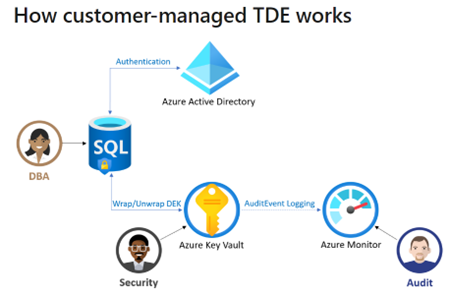 How customer-managed TDE works
Authentication
Azure Active Directory
SQL
DBA
Wrap/Unwrap DEK
AuditEvent Logging
Azure Key Vault
Azure Monitor
Security
Audit